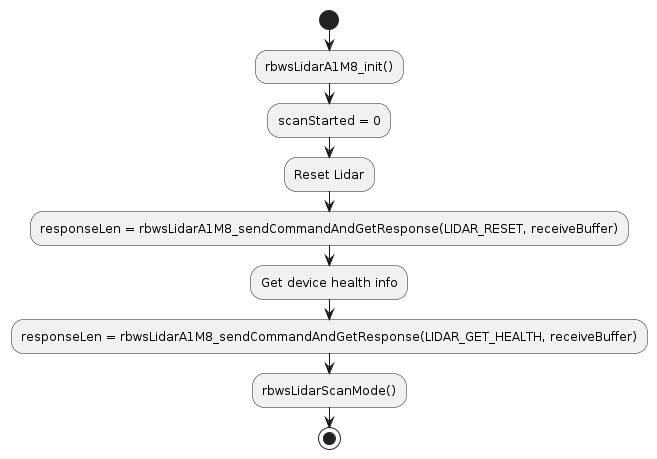 rbwsLidarA1M8_init()
scanStarted = 0
Reset Lidar
responseLen = rbwsLidarA1M8_sendCommandAndGetResponse(LIDAR_RESET, receiveBuffer)
Get device health info
responseLen = rbwsLidarA1M8_sendCommandAndGetResponse(LIDAR_GET_HEALTH, receiveBuffer)
rbwsLidarScanMode()